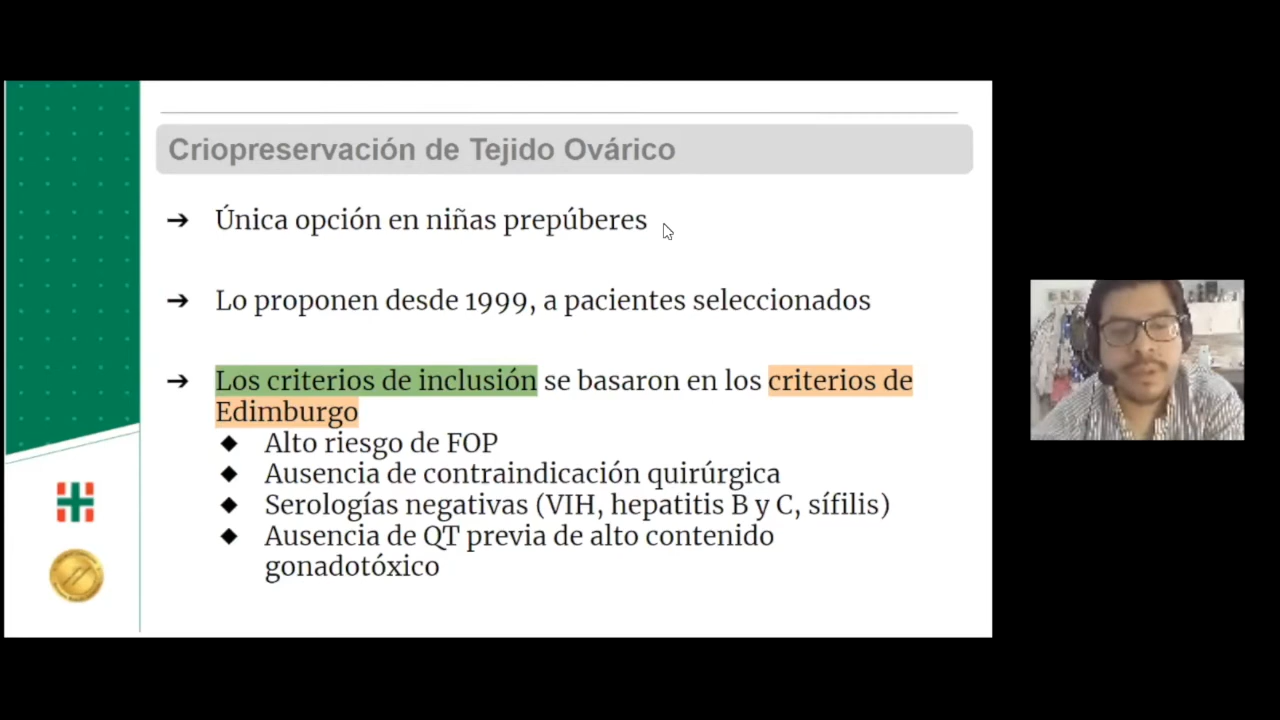 Criopreservación de Tejido Ovárico
➔ Única opción en niñas prepúberes
➔ Lo proponen desde 1999, a pacientes seleccionados
➔ Los criterios de inclusión se basaron en los criterios de
Edimburgo
◆ Alto riesgo de FOP
◆ Ausencia de contraindicación quirúrgica
◆ Serologías negativas (VIH, hepatitis B y C, sífilis)
◆ Ausencia de QT previa de alto contenido
gonadotóxico